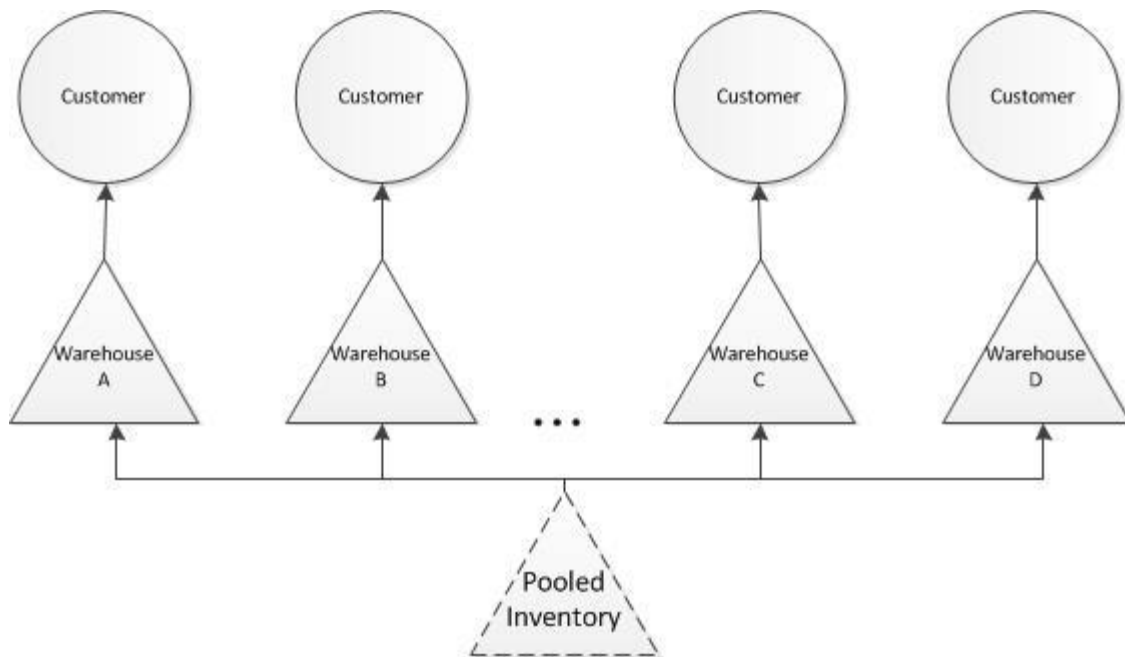 Customer
Customer
Customer
Customer
Warehouse
A
Warehouse
B
Warehouse
C
Warehouse
D
...
Pooled
Inventory